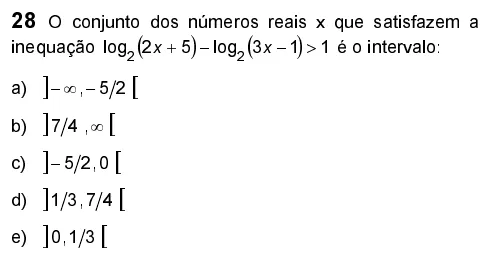 28 O conjunto dos números reais x que satisfazem a
inequação log₂(2x + 5) – log₂(3x – 1) > 1 é o intervalo:
a) ]– ∞ , – 5/2 [
b) ]7/4 , ∞ [
c) ]– 5/2 , 0 [
d) ]1/3 , 7/4 [
e) ]0 , 1/3 [